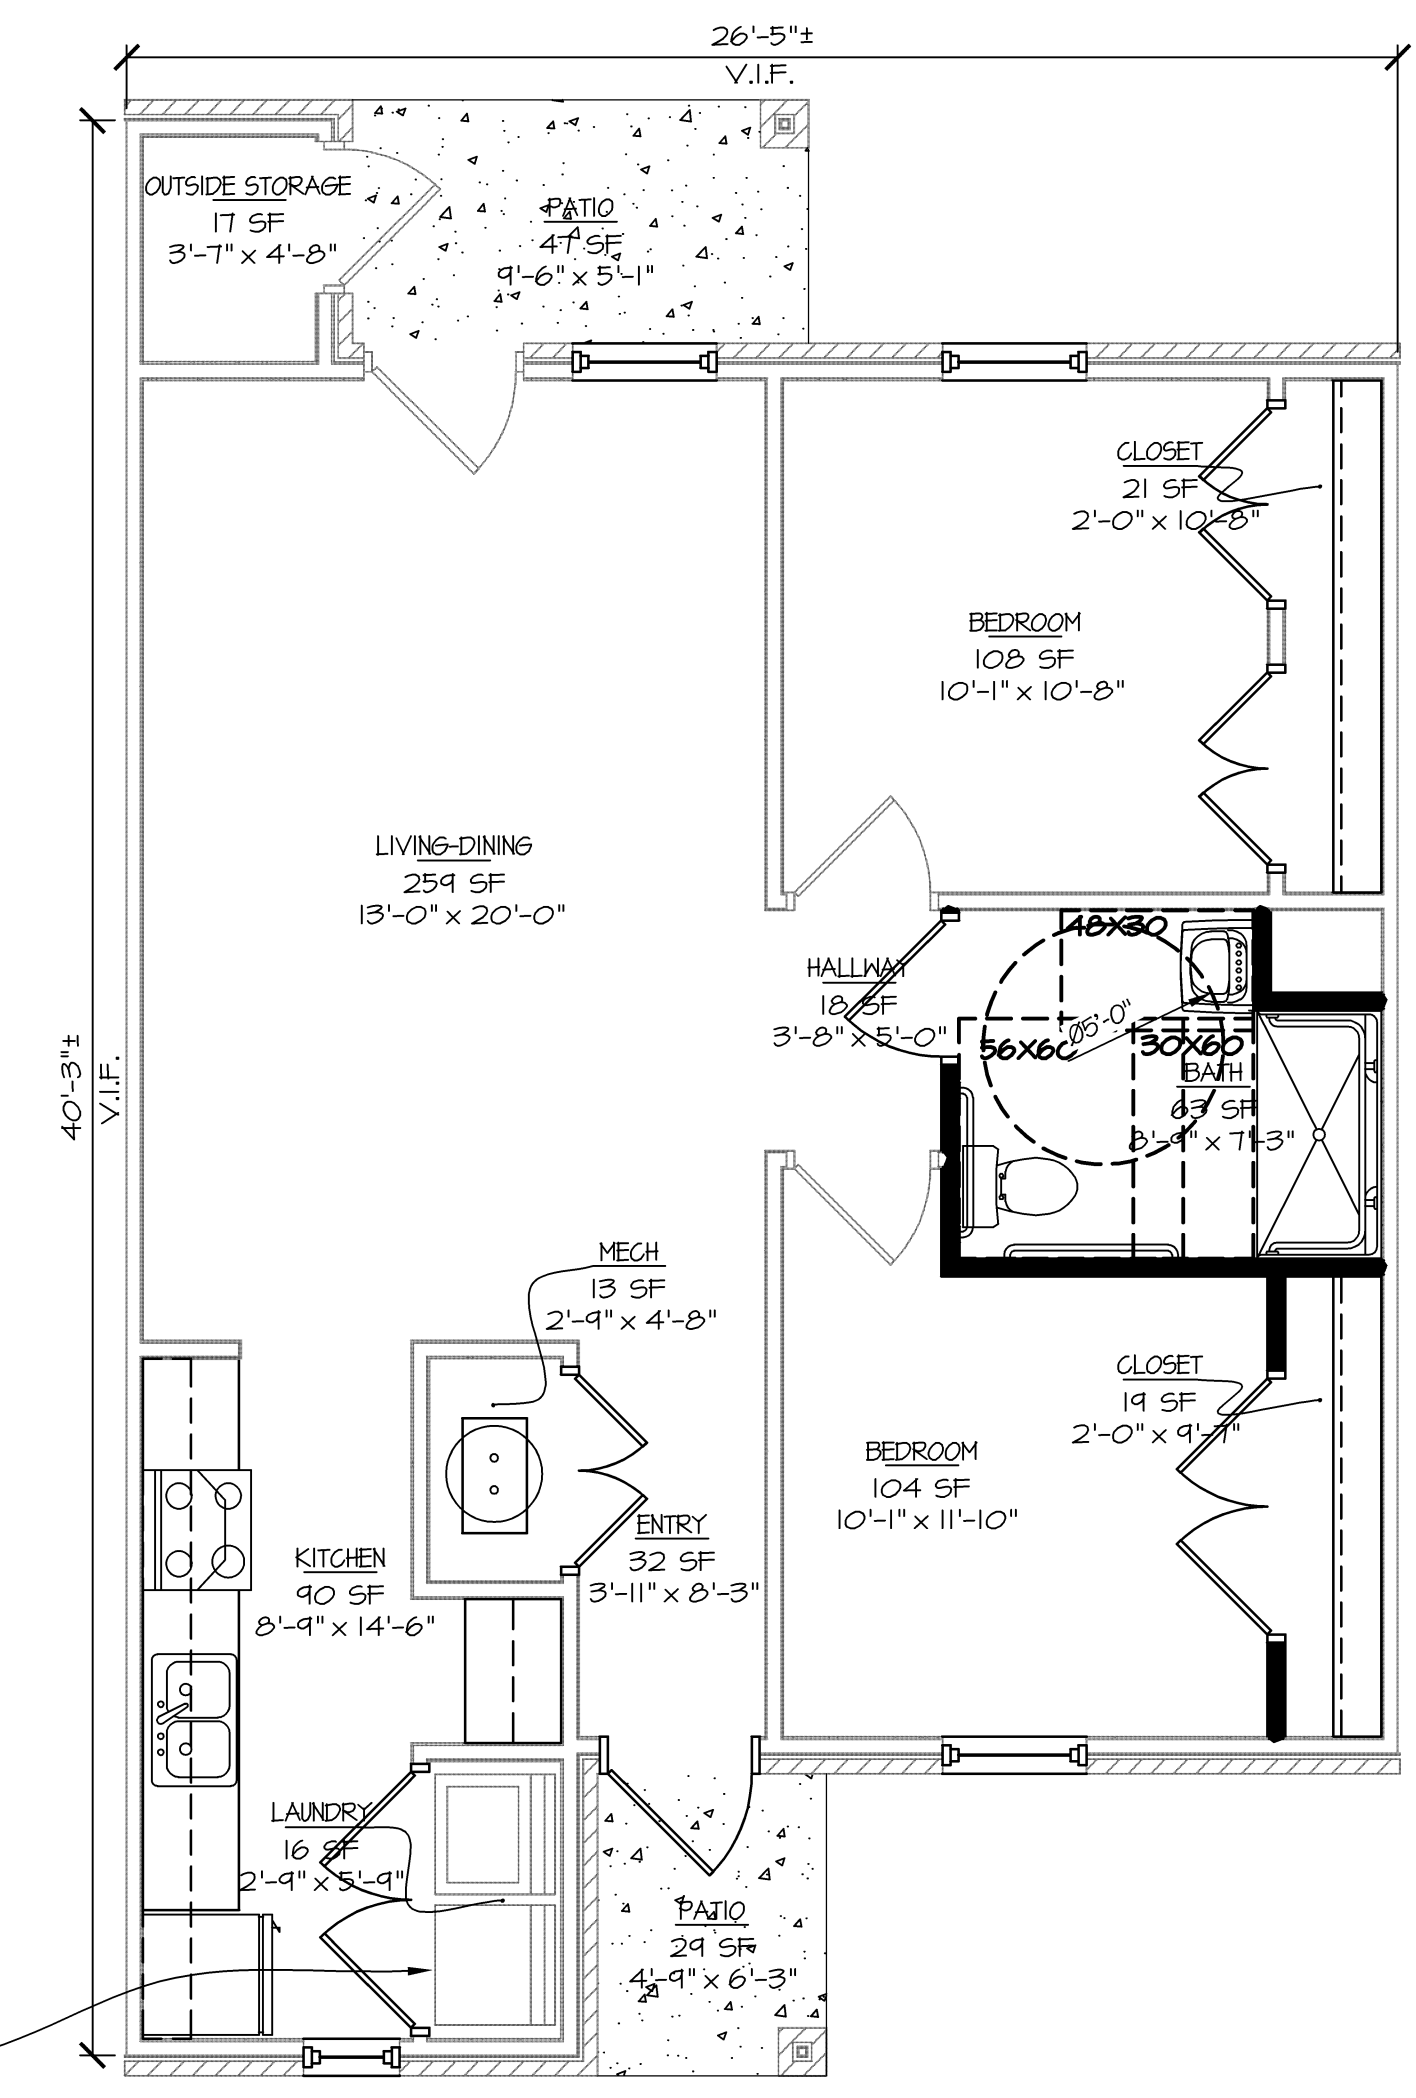 26'-5"±
V.I.F.
OUTSIDE STORAGE
17 SF
3'-7" x 4'-8"
PATIO
47 SF
9'-6" x 5'-1"
CLOSET
21 SF
2'-0" x 10'-8"
BEDROOM
108 SF
10'-1" x 10'-8"
LIVING-DINING
259 SF
13'-0" x 20'-0"
40'-3"±
V.I.F.
HALLWAY
18 SF
3'-8" x 5'-0"
48X30
Ø5'-0"
56X60
30X60
BATH
63 SF
8'-9" x 7'-3"
MECH
13 SF
2'-9" x 4'-8"
CLOSET
19 SF
2'-0" x 9'-7"
BEDROOM
104 SF
10'-1" x 11'-10"
ENTRY
32 SF
3'-11" x 8'-3"
KITCHEN
90 SF
8'-9" x 14'-6"
LAUNDRY
16 SF
2'-9" x 5'-9"
PATIO
29 SF
4'-9" x 6'-3"